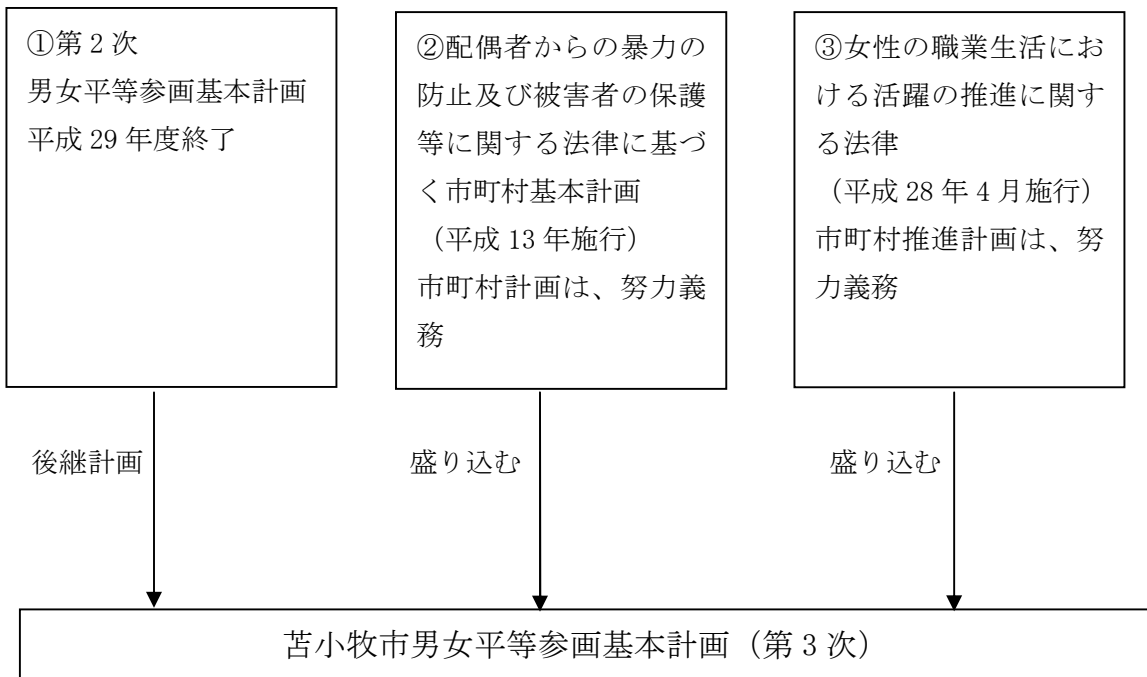 ①第2次
男女平等参画基本計画
平成 29 年度終了
②配偶者からの暴力の
防止及び被害者の保護
等に関する法律に基づ
く市町村基本計画
（平成 13 年施行）
市町村計画は、努力義
務
③女性の職業生活にお
ける活躍の推進に関す
る法律
（平成 28 年 4 月施行）
市町村推進計画は、努
力義務
後継計画
盛り込む
盛り込む
苫小牧市男女平等参画基本計画（第3次）